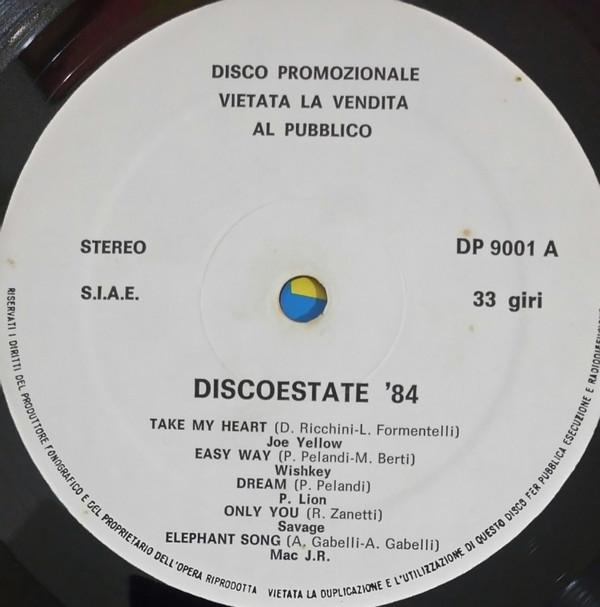 DISCO PROMOZIONALE
VIETATA LA VENDITA
AL PUBBLICO
STEREO
DP 9001 A
S.I.A.E.
33 giri
DISCOESTATE '84
TAKE MY HEART (D. Ricchini-L. Formentelli)
Joe Yellow
EASY WAY (P. Pelandi-M. Berti)
Wishkey
DREAM (P. Pelandi)
P. Lion
ONLY YOU (R. Zanetti)
Savage
ELEPHANT SONG (A. Gabelli-A. Gabelli)
Mac J.R.
RISERVATI I DIRITTI DEL PRODUTTORE FONOGRAFICO E DEL PROPRIETARIO DELL'OPERA RIPRODOTTA VIETATA LA DUPLICAZIONE E L'UTILIZZAZIONE DI QUESTO DISCO PER PUBBLICA ESECUZIONE E